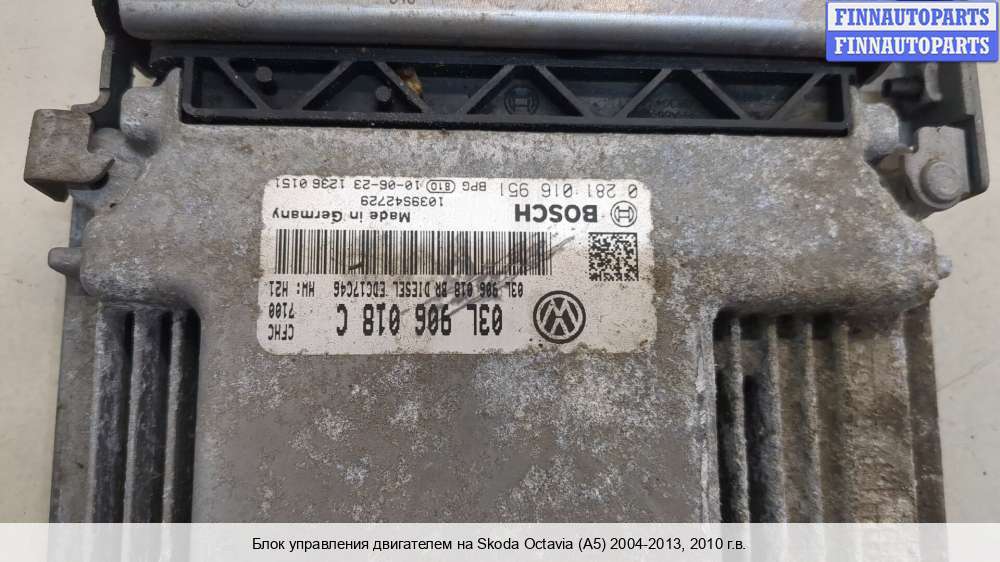 FINNAUTOPARTS
FINNAUTOPARTS
CFHC
7100
03L 906 018 C
03L 906 018 BR DIESEL EDC17C46 HW: H21
Made in Germany
1039542729
BOSCH
0 281 016 951
BPG 810 10-06-23 1236 0151
Блок управления двигателем на Skoda Octavia (A5) 2004-2013, 2010 г.в.